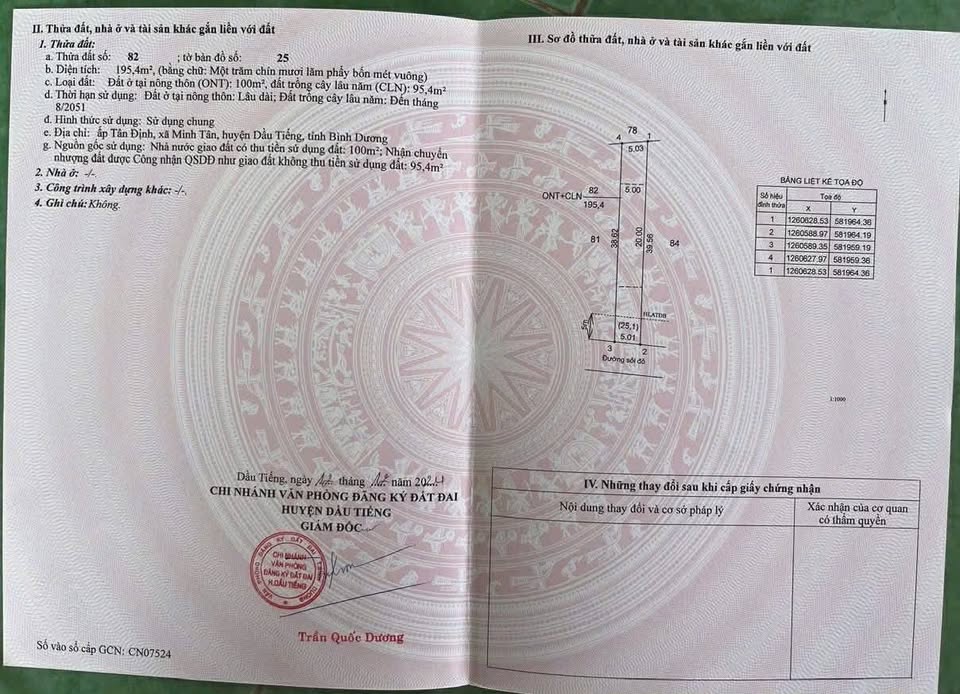 II. Thửa đất, nhà ở và tài sản khác gắn liền với đất
1. Thửa đất:
a. Thửa đất số: 82 ; tờ bản đồ số: 25
b. Diện tích: 195,4m², (bằng chữ: Một trăm chín mươi lăm phẩy bốn mét vuông)
c. Loại đất: Đất ở tại nông thôn (ONT): 100m², đất trồng cây lâu năm (CLN): 95,4m²
d. Thời hạn sử dụng: Đất ở tại nông thôn: Lâu dài; Đất trồng cây lâu năm: Đến tháng
8/2051
đ. Hình thức sử dụng: Sử dụng chung
e. Địa chỉ: ấp Tân Định, xã Minh Tân, huyện Dầu Tiếng, tỉnh Bình Dương
g. Nguồn gốc sử dụng: Nhà nước giao đất có thu tiền sử dụng đất: 100m²; Nhận chuyển
nhượng đất được Công nhận QSDĐ như giao đất không thu tiền sử dụng đất: 95,4m²
2. Nhà ở: -/-
3. Công trình xây dựng khác: -/-.
4. Ghi chú: Không.
Dầu Tiếng, ngày tháng năm 2024
CHI NHÁNH VĂN PHÒNG ĐĂNG KÝ ĐẤT ĐAI
HUYỆN DẦU TIẾNG
GIÁM ĐỐC
CHI NHÁNH
VĂN PHÒNG
ĐĂNG KÝ ĐẤT ĐAI
H.DẦU TIẾNG
Trần Quốc Dương
Số vào sổ cấp GCN: CN07524
III. Sơ đồ thửa đất, nhà ở và tài sản khác gắn liền với đất
78
4 1
5.03
ONT+CLN 82
195,4
5.00
81
38.62
20.00
39.56
84
HLATĐB
5m
(25,1)
5.01
3 2
Đường sỏi đỏ
BẢNG LIỆT KÊ TỌA ĐỘ
Số hiệu đỉnh thửa Tọa độ
X Y
1 1260628.53 581964.36
2 1260588.97 581964.19
3 1260589.35 581959.19
4 1260627.97 581959.36
1 1260628.53 581964.36
1:1000
IV. Những thay đổi sau khi cấp giấy chứng nhận
Nội dung thay đổi và cơ sở pháp lý
Xác nhận của cơ quan
có thẩm quyền